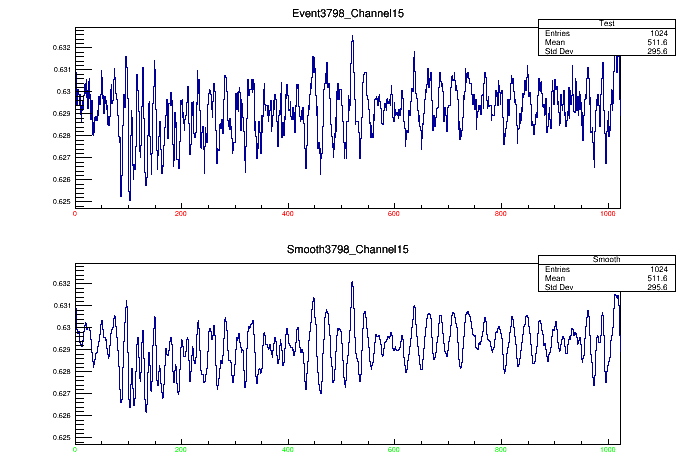 Event3798_Channel15
Test
Entries 1024
Mean 511.6
Std Dev 295.6
0.632
0.631
0.63
0.629
0.628
0.627
0.626
0.625
0 200 400 600 800 1000
Smooth3798_Channel15
Smooth
Entries 1024
Mean 511.6
Std Dev 295.6
0.632
0.631
0.63
0.629
0.628
0.627
0.626
0.625
0 200 400 600 800 1000